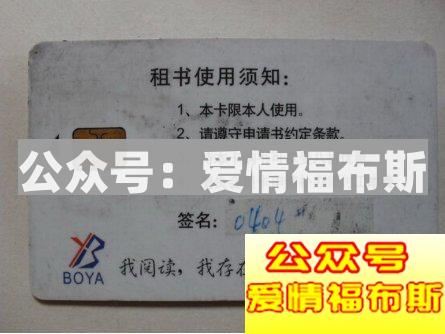 租书使用须知：
1、本卡限本人使用。
2、请遵守申请书约定条款。
公众号：爱情福布斯
签名：0404
BOYA
我阅读，我存在
公众号
爱情福布斯